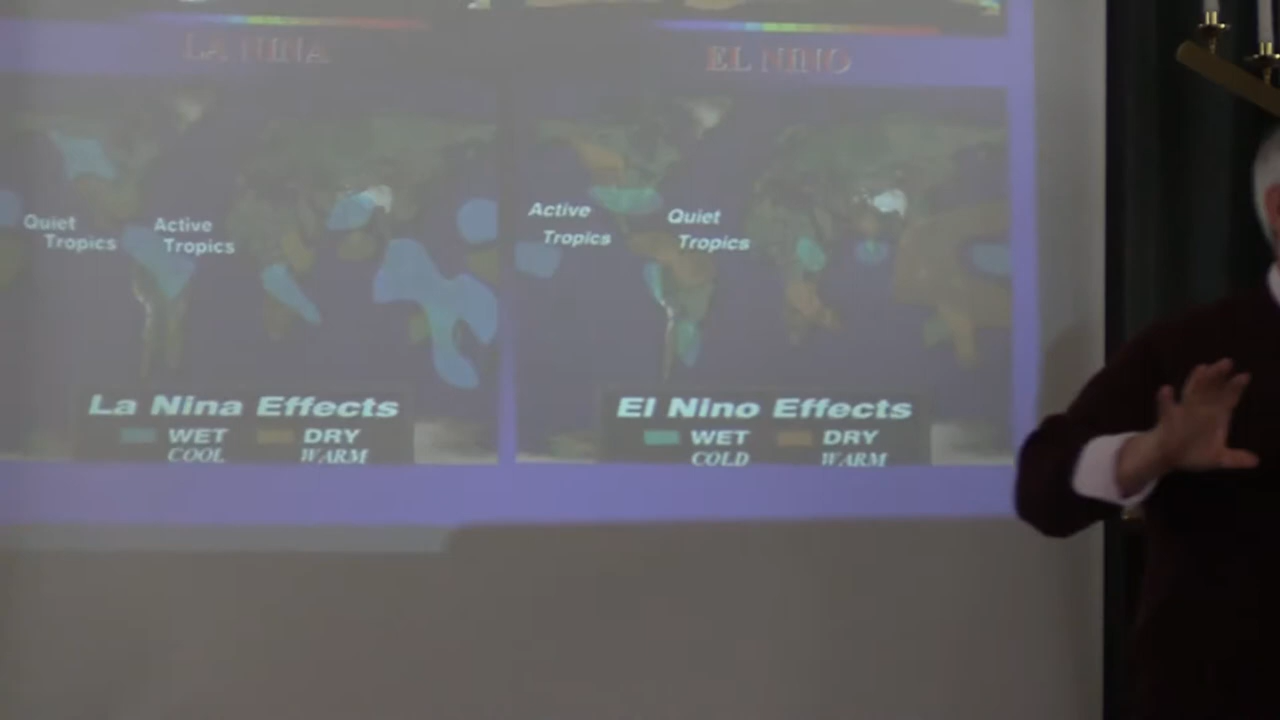 LA NINA
EL NINO
Quiet
Tropics
Active
Tropics
Active
Tropics
Quiet
Tropics
La Nina Effects
WET DRY
COOL WARM
El Nino Effects
WET DRY
COLD WARM